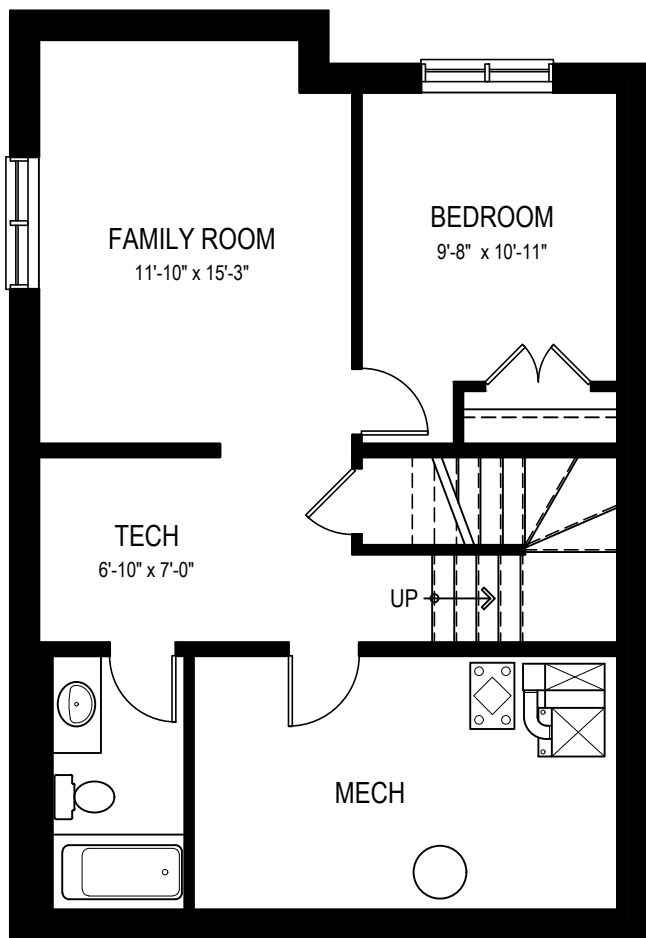 FAMILY ROOM
11'-10" x 15'-3"
BEDROOM
9'-8" x 10'-11"
TECH
6'-10" x 7'-0"
UP
MECH